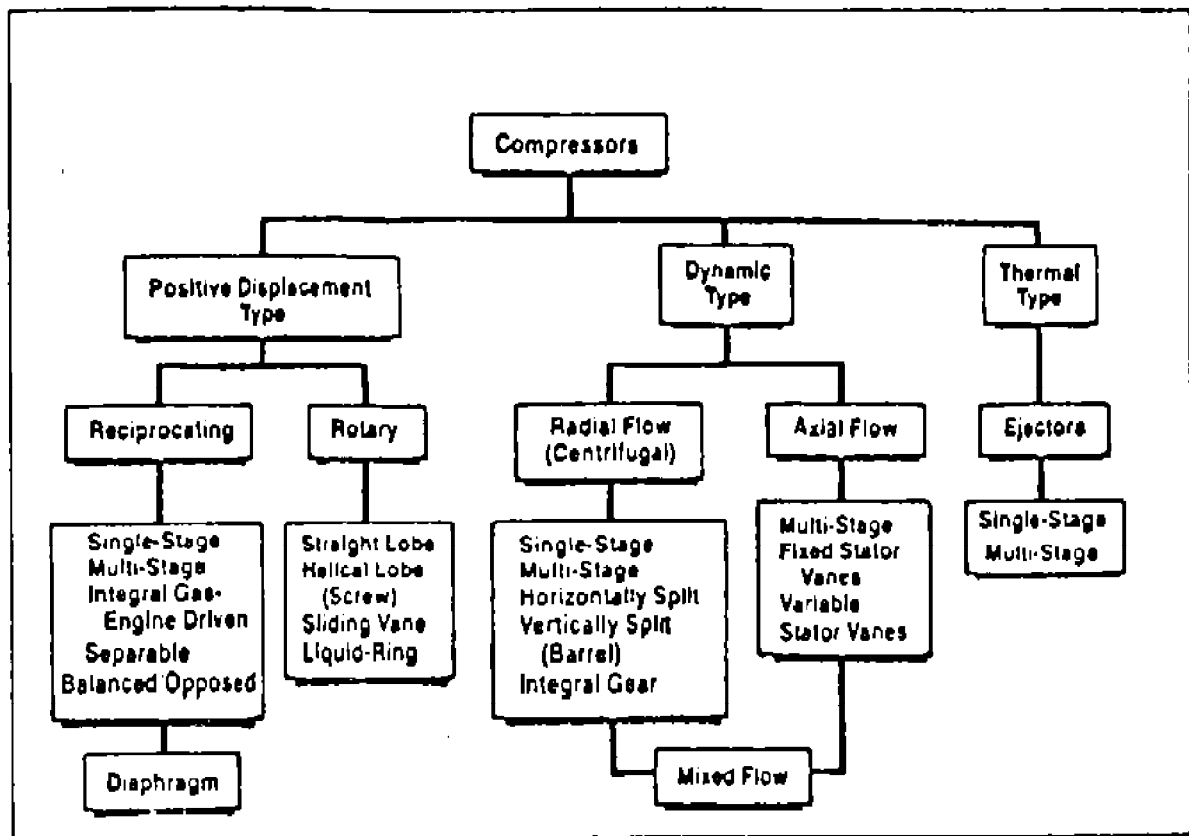 Compressors
Positive Displacement
Type
Dynamic
Type
Thermal
Type
Reciprocating
Rotary
Radial Flow
(Centrifugal)
Axial Flow
Ejectors
Single-Stage
Multi-Stage
Integral Gas-
Engine Driven
Separable
Balanced Opposed
Straight Lobe
Helical Lobe
(Screw)
Sliding Vane
Liquid-Ring
Single-Stage
Multi-Stage
Horizontally Split
Vertically Split
(Barrel)
Integral Gear
Multi-Stage
Fixed Stator
Vanes
Variable
Stator Vanes
Single-Stage
Multi-Stage
Diaphragm
Mixed Flow